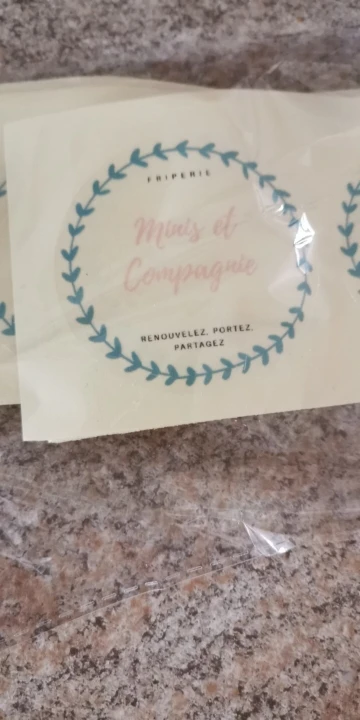 FRIPERIE
Minis et
Compagnie
RENOUVELEZ. PORTEZ.
PARTAGEZ